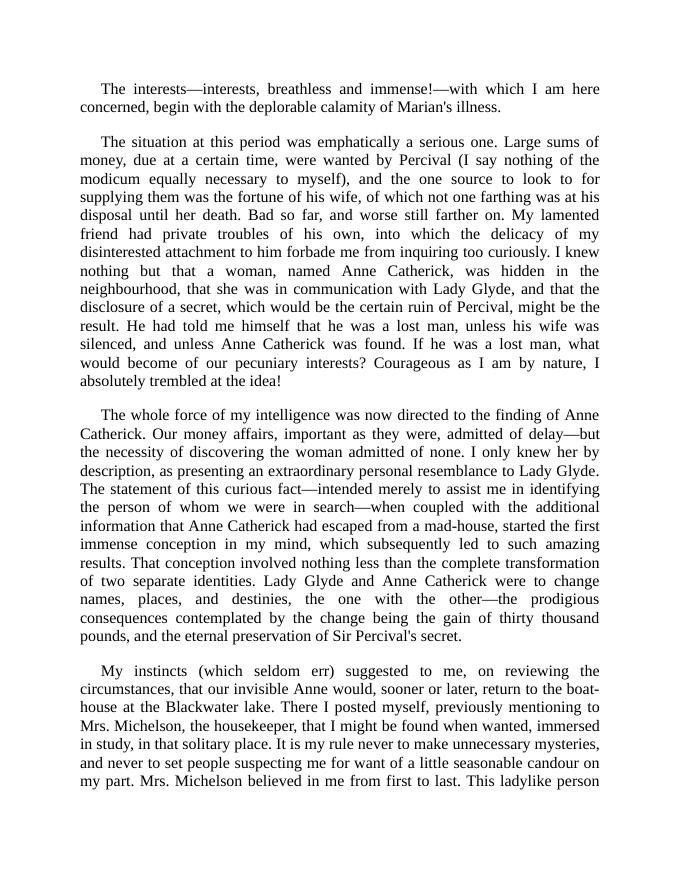 The interests—interests, breathless and immense!—with which I am here
concerned, begin with the deplorable calamity of Marian's illness.
The situation at this period was emphatically a serious one. Large sums of
money, due at a certain time, were wanted by Percival (I say nothing of the
modicum equally necessary to myself), and the one source to look to for
supplying them was the fortune of his wife, of which not one farthing was at his
disposal until her death. Bad so far, and worse still farther on. My lamented
friend had private troubles of his own, into which the delicacy of my
disinterested attachment to him forbade me from inquiring too curiously. I knew
nothing but that a woman, named Anne Catherick, was hidden in the
neighbourhood, that she was in communication with Lady Glyde, and that the
disclosure of a secret, which would be the certain ruin of Percival, might be the
result. He had told me himself that he was a lost man, unless his wife was
silenced, and unless Anne Catherick was found. If he was a lost man, what
would become of our pecuniary interests? Courageous as I am by nature, I
absolutely trembled at the idea!
The whole force of my intelligence was now directed to the finding of Anne
Catherick. Our money affairs, important as they were, admitted of delay—but
the necessity of discovering the woman admitted of none. I only knew her by
description, as presenting an extraordinary personal resemblance to Lady Glyde.
The statement of this curious fact—intended merely to assist me in identifying
the person of whom we were in search—when coupled with the additional
information that Anne Catherick had escaped from a mad-house, started the first
immense conception in my mind, which subsequently led to such amazing
results. That conception involved nothing less than the complete transformation
of two separate identities. Lady Glyde and Anne Catherick were to change
names, places, and destinies, the one with the other—the prodigious
consequences contemplated by the change being the gain of thirty thousand
pounds, and the eternal preservation of Sir Percival's secret.
My instincts (which seldom err) suggested to me, on reviewing the
circumstances, that our invisible Anne would, sooner or later, return to the boat-
house at the Blackwater lake. There I posted myself, previously mentioning to
Mrs. Michelson, the housekeeper, that I might be found when wanted, immersed
in study, in that solitary place. It is my rule never to make unnecessary mysteries,
and never to set people suspecting me for want of a little seasonable candour on
my part. Mrs. Michelson believed in me from first to last. This ladylike person